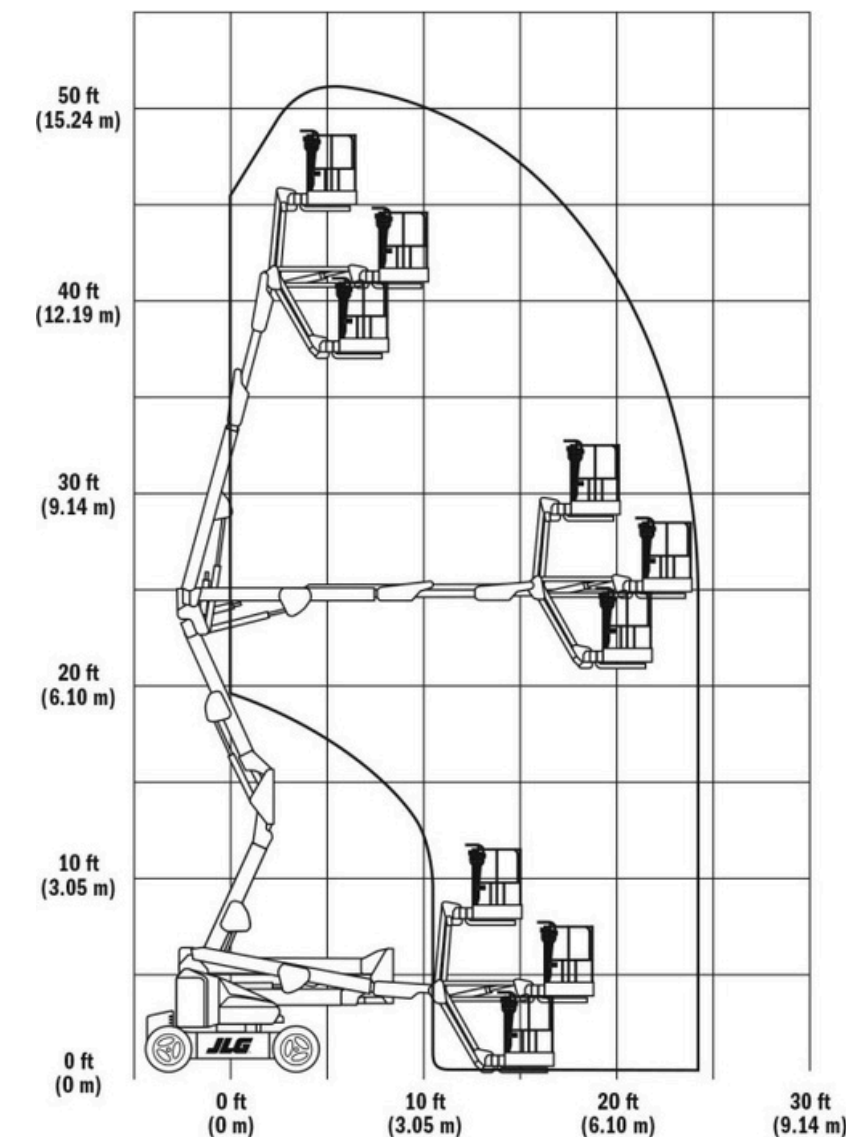 50 ft
(15.24 m)
40 ft
(12.19 m)
30 ft
(9.14 m)
20 ft
(6.10 m)
10 ft
(3.05 m)
JLG
0 ft
(0 m)
0 ft
(0 m)
10 ft
(3.05 m)
20 ft
(6.10 m)
30 ft
(9.14 m)